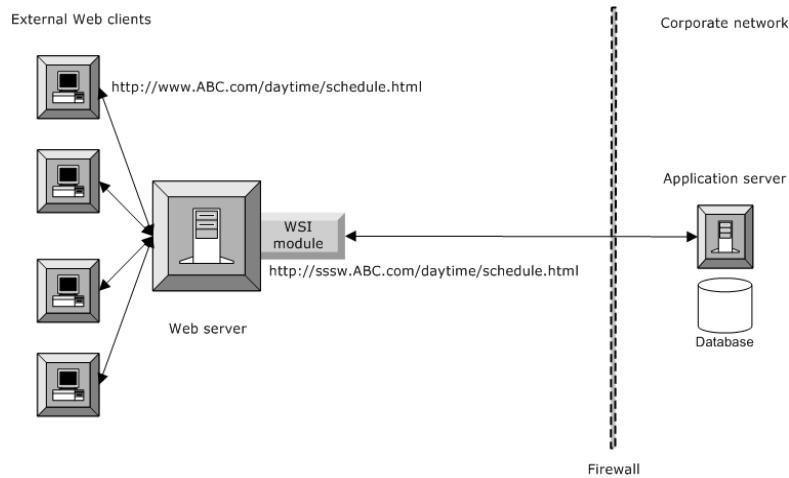 External Web clients
Corporate network
http://www.ABC.com/daytime/schedule.html
Application server
WSI
module
http://sssw.ABC.com/daytime/schedule.html
Web server
Database
Firewall